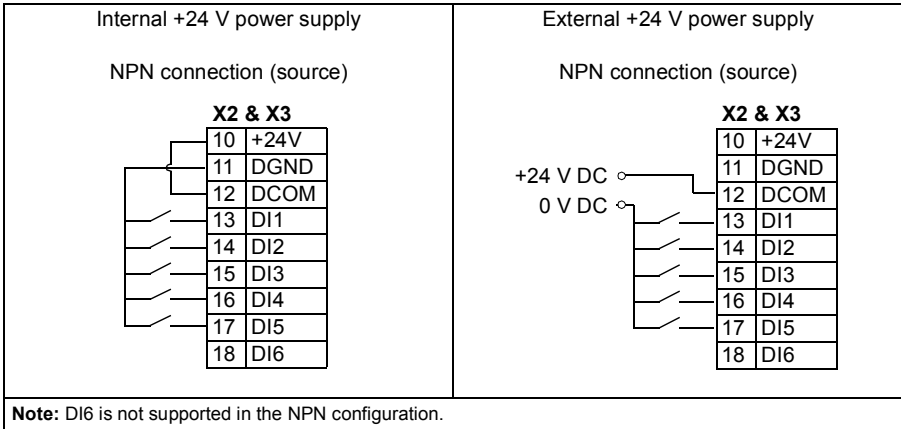 Internal +24 V power supply
NPN connection (source)
X2 & X3
10 +24V
11 DGND
12 DCOM
13 DI1
14 DI2
15 DI3
16 DI4
17 DI5
18 DI6
External +24 V power supply
NPN connection (source)
X2 & X3
10 +24V
11 DGND
+24 V DC
12 DCOM
0 V DC
13 DI1
14 DI2
15 DI3
16 DI4
17 DI5
18 DI6
Note: DI6 is not supported in the NPN configuration.